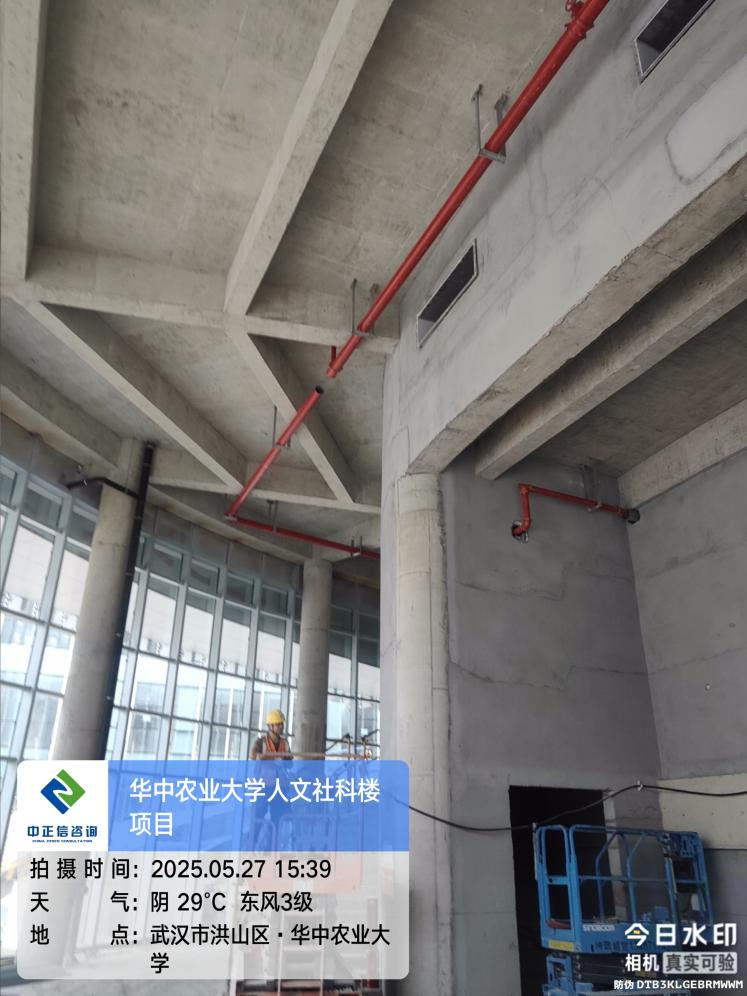 华中农业大学人文社科楼
项目
中正信咨询
拍摄时间：2025.05.27 15:39
天气：阴 29℃ 东风3级
地点：武汉市洪山区·华中农业大
学
SINOBOOM
今日水印
相机 真实可验
防伪 DTB3KLGEBRMWWM